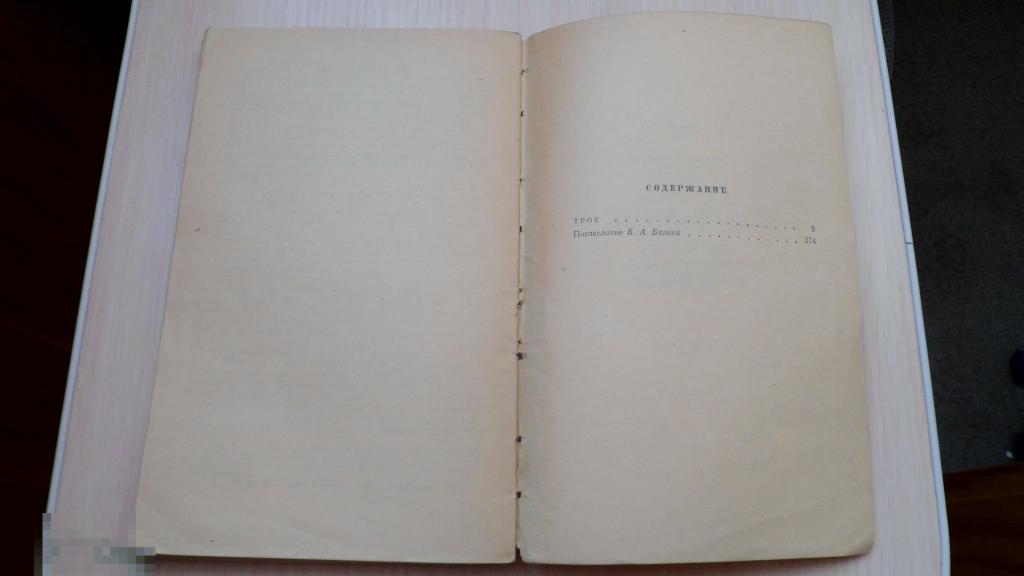 СОДЕРЖАНИЕ
ТРОЕ . . . . . . . . . . . . . . . . . . 3
Послесловие Б. А. Бялика . . . . . . . . . . . . 274